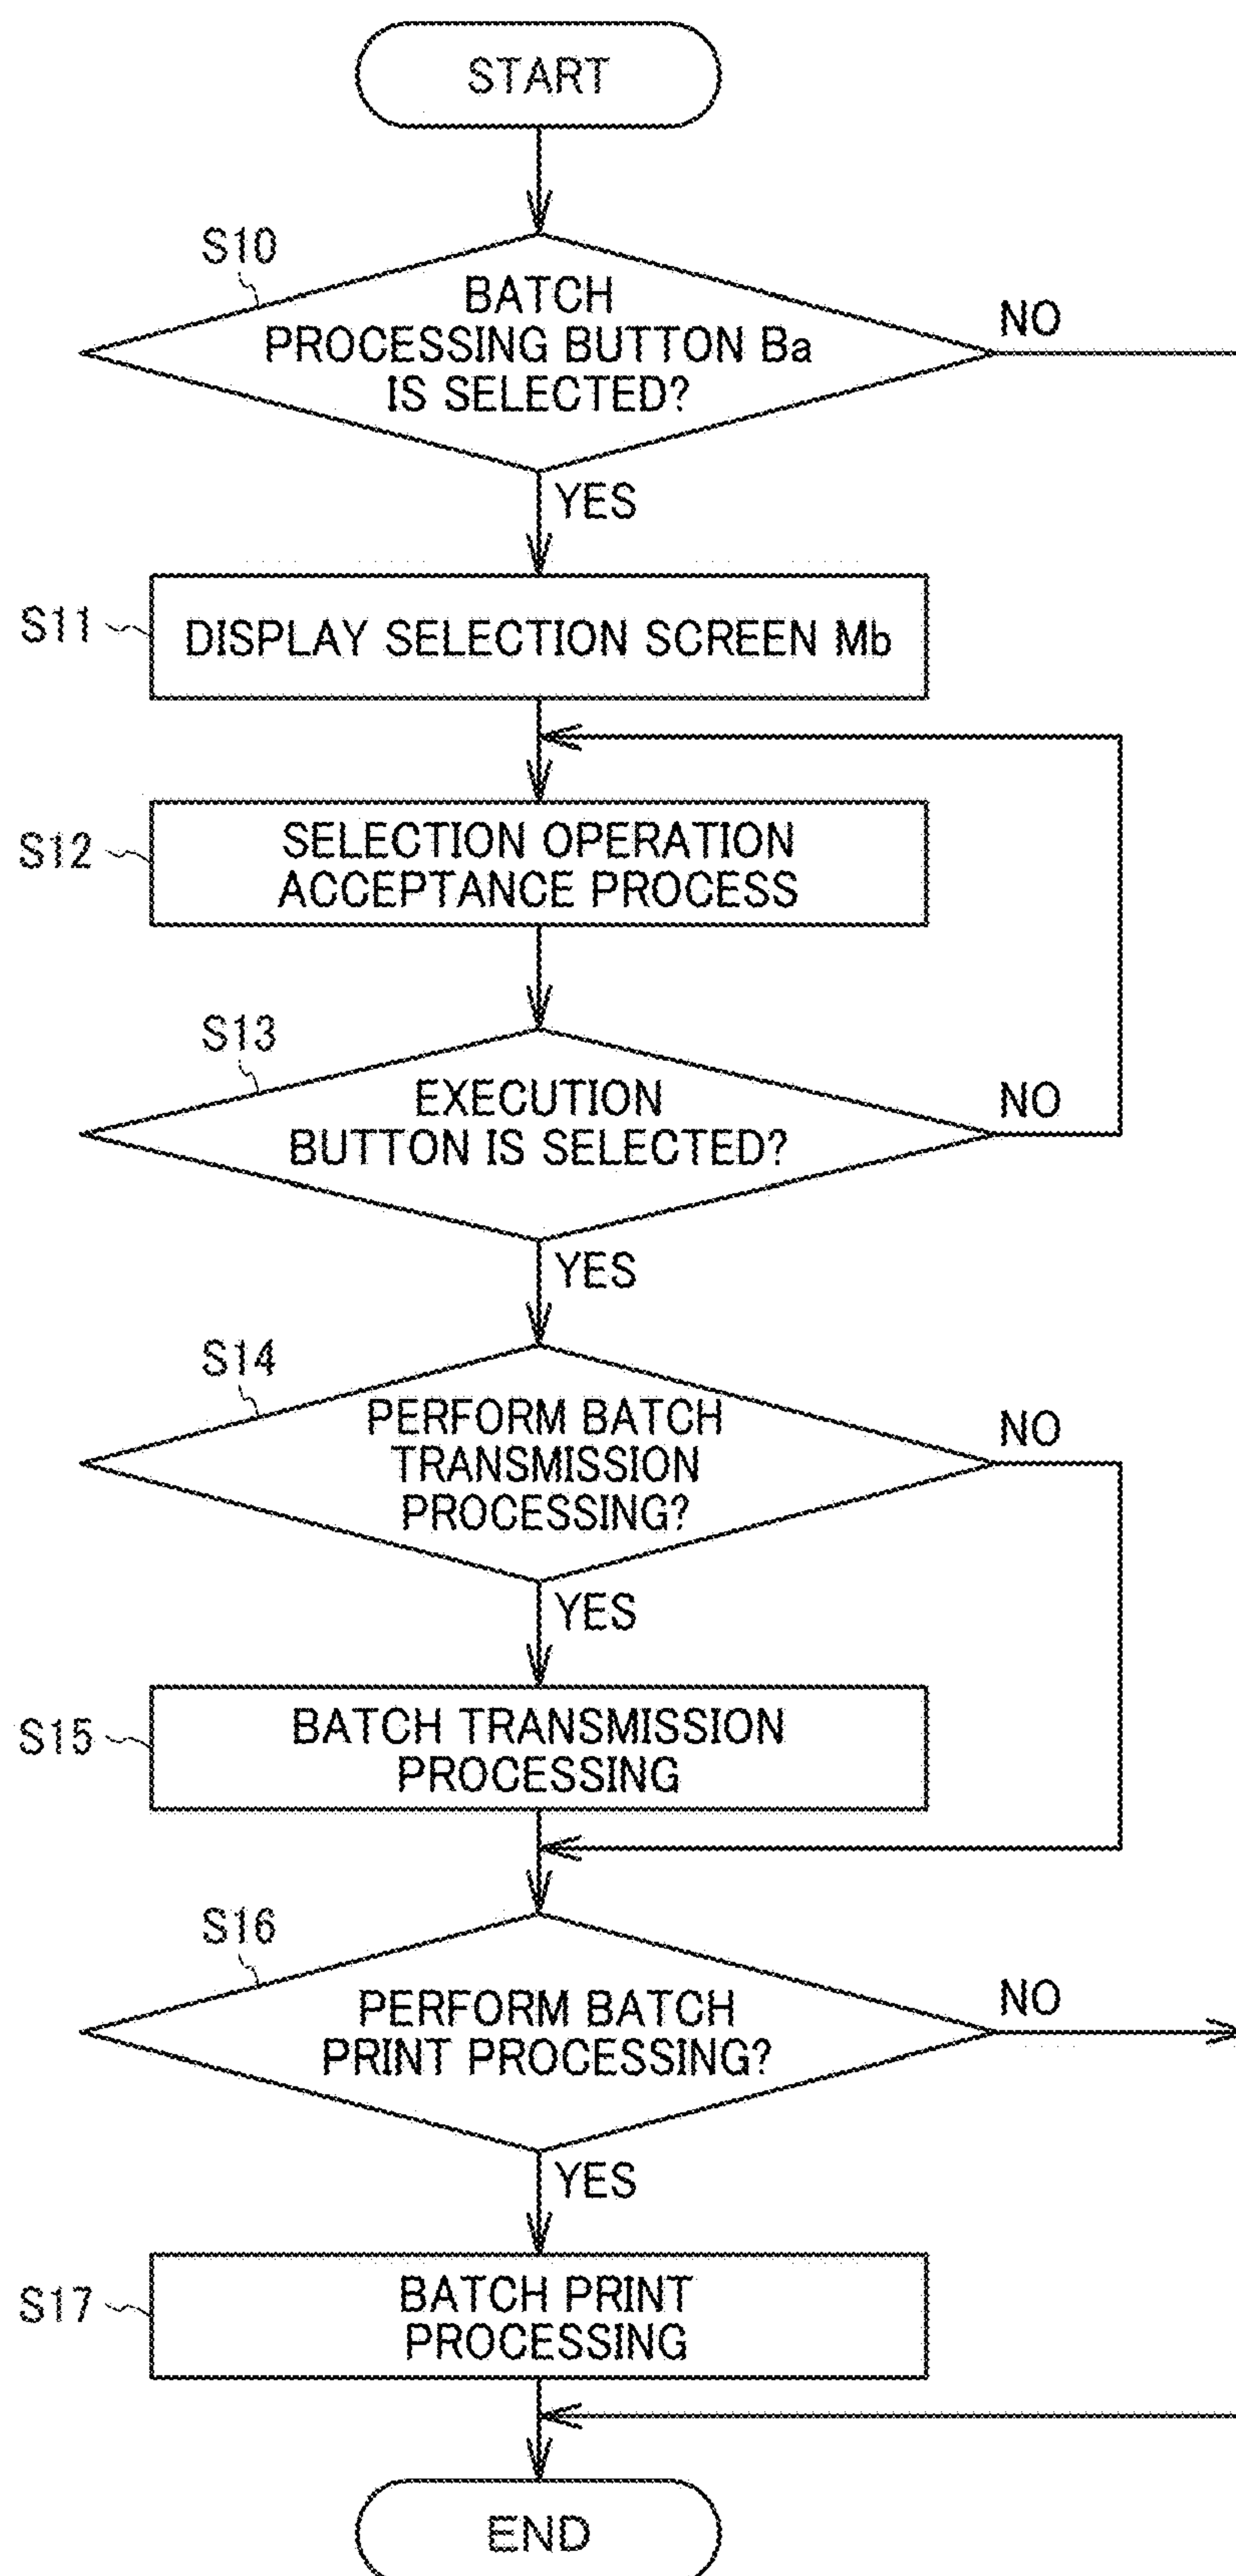 START
S10
BATCH
PROCESSING BUTTON Ba
IS SELECTED?
NO
YES
S11
DISPLAY SELECTION SCREEN Mb
S12
SELECTION OPERATION
ACCEPTANCE PROCESS
S13
EXECUTION
BUTTON IS SELECTED?
NO
YES
S14
PERFORM BATCH
TRANSMISSION
PROCESSING?
NO
YES
S15
BATCH TRANSMISSION
PROCESSING
S16
PERFORM BATCH
PRINT PROCESSING?
NO
YES
S17
BATCH PRINT
PROCESSING
END